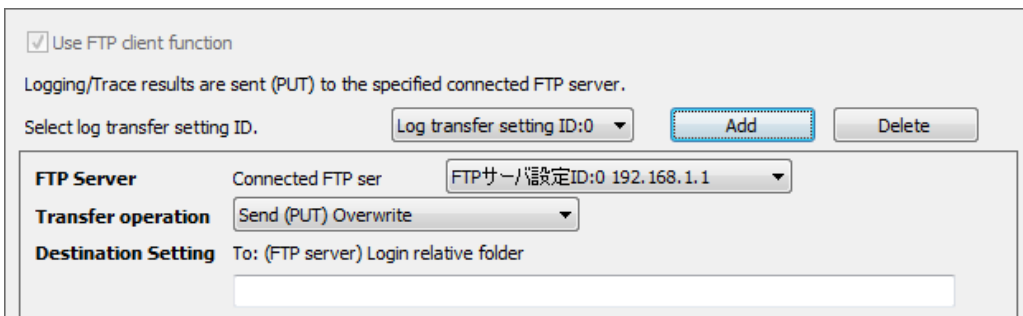 Use FTP client function
Logging/Trace results are sent (PUT) to the specified connected FTP server.
Select log transfer setting ID. Log transfer setting ID:0 Add Delete
FTP Server Connected FTP ser FTPサーバ設定ID:0 192.168.1.1
Transfer operation Send (PUT) Overwrite
Destination Setting To: (FTP server) Login relative folder